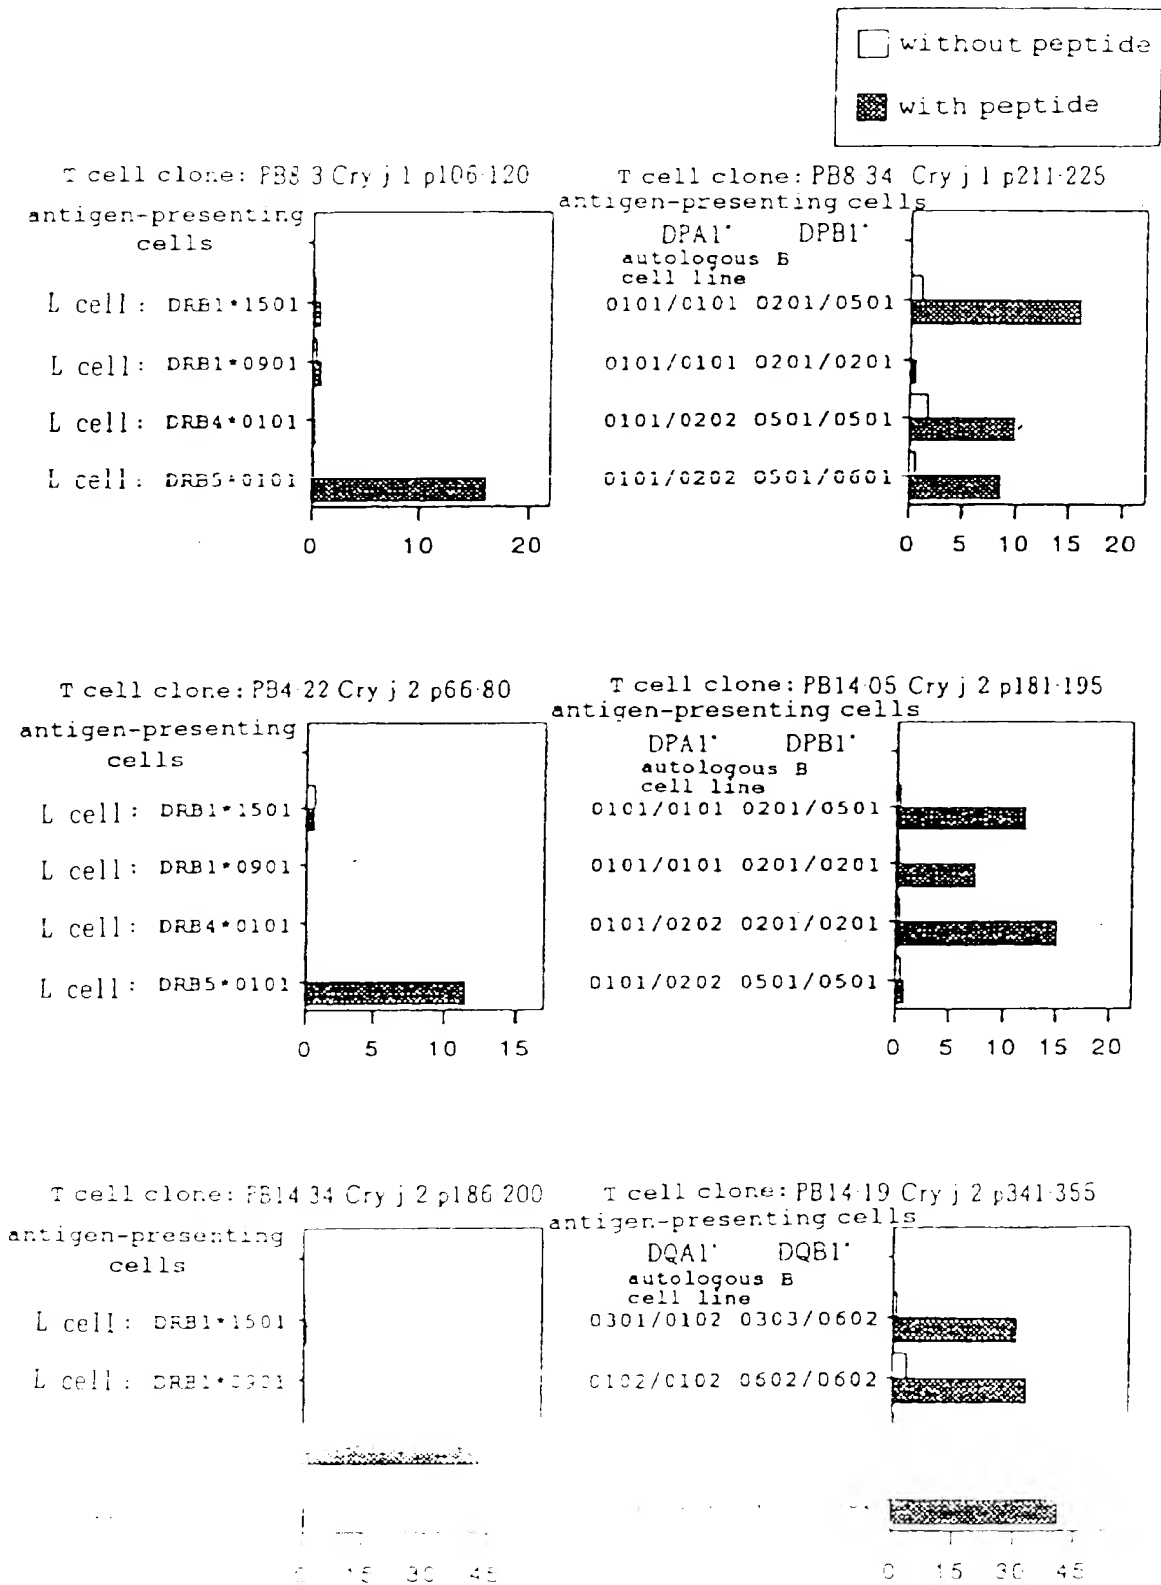 without peptide
with peptide
T cell clone: PB8·3 Cry j 1 p106·120
antigen-presenting
cells
L cell: DRB1*1501
L cell: DRB1*0901
L cell: DRB4*0101
L cell: DRB5*0101
0 10 20
T cell clone: PB8·34 Cry j 1 p211·225
antigen-presenting cells
DPA1* DPB1*
autologous B
cell line
0101/0101 0201/0501
0101/0101 0201/0201
0101/0202 0501/0501
0101/0202 0501/0601
0 5 10 15 20
T cell clone: PB4·22 Cry j 2 p66·80
antigen-presenting
cells
L cell: DRB1*1501
L cell: DRB1*0901
L cell: DRB4*0101
L cell: DRB5*0101
0 5 10 15
T cell clone: PB14·05 Cry j 2 p181·195
antigen-presenting cells
DPA1* DPB1*
autologous B
cell line
0101/0101 0201/0501
0101/0101 0201/0201
0101/0202 0201/0201
0101/0202 0501/0501
0 5 10 15 20
T cell clone: PB14·34 Cry j 2 p186·200
antigen-presenting
cells
L cell: DRB1*1501
L cell: DRB1*0901
0 15 30 45
T cell clone: PB14·19 Cry j 2 p341·355
antigen-presenting cells
DQA1* DQB1*
autologous B
cell line
0301/0102 0303/0602
0102/0102 0602/0602
0 15 30 45